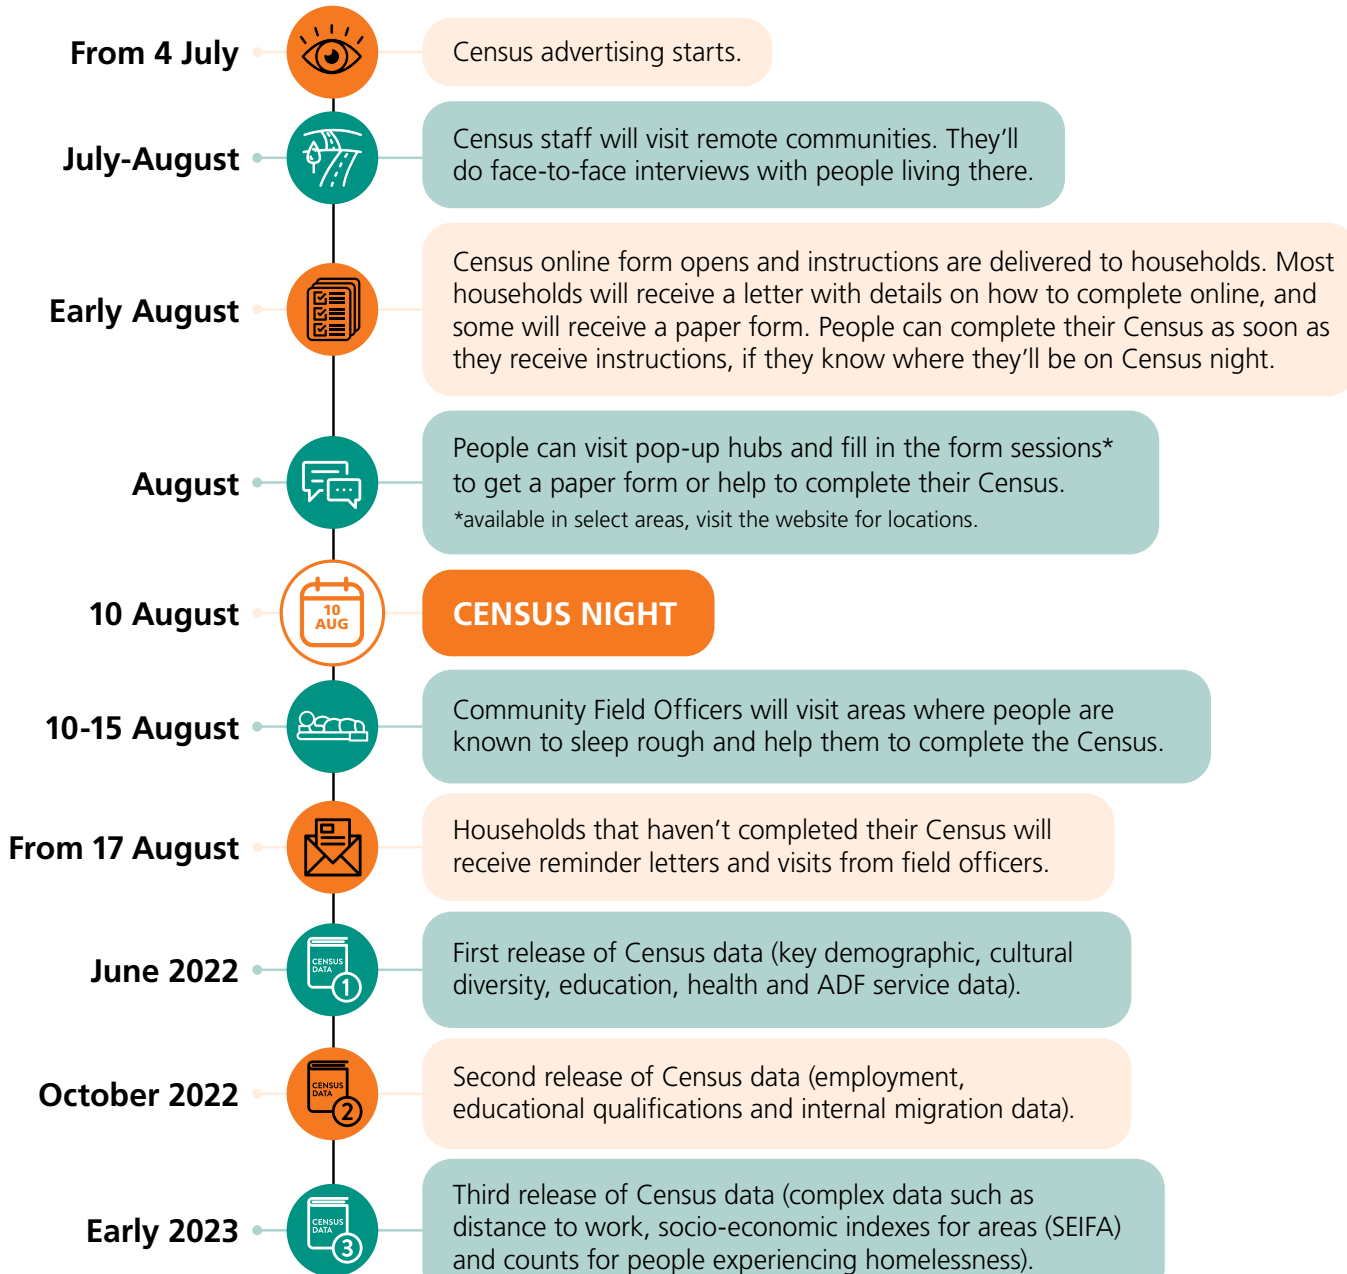 From 4 July
Census advertising starts.
July-August
Census staff will visit remote communities. They’ll
do face-to-face interviews with people living there.
Early August
Census online form opens and instructions are delivered to households. Most
households will receive a letter with details on how to complete online, and
some will receive a paper form. People can complete their Census as soon as
they receive instructions, if they know where they’ll be on Census night.
August
People can visit pop-up hubs and fill in the form sessions*
to get a paper form or help to complete their Census.
*available in select areas, visit the website for locations.
10 August
10
AUG
CENSUS NIGHT
10-15 August
Community Field Officers will visit areas where people are
known to sleep rough and help them to complete the Census.
From 17 August
Households that haven’t completed their Census will
receive reminder letters and visits from field officers.
June 2022
CENSUS
DATA
1
First release of Census data (key demographic, cultural
diversity, education, health and ADF service data).
October 2022
CENSUS
DATA
2
Second release of Census data (employment,
educational qualifications and internal migration data).
Early 2023
CENSUS
DATA
3
Third release of Census data (complex data such as
distance to work, socio-economic indexes for areas (SEIFA)
and counts for people experiencing homelessness).